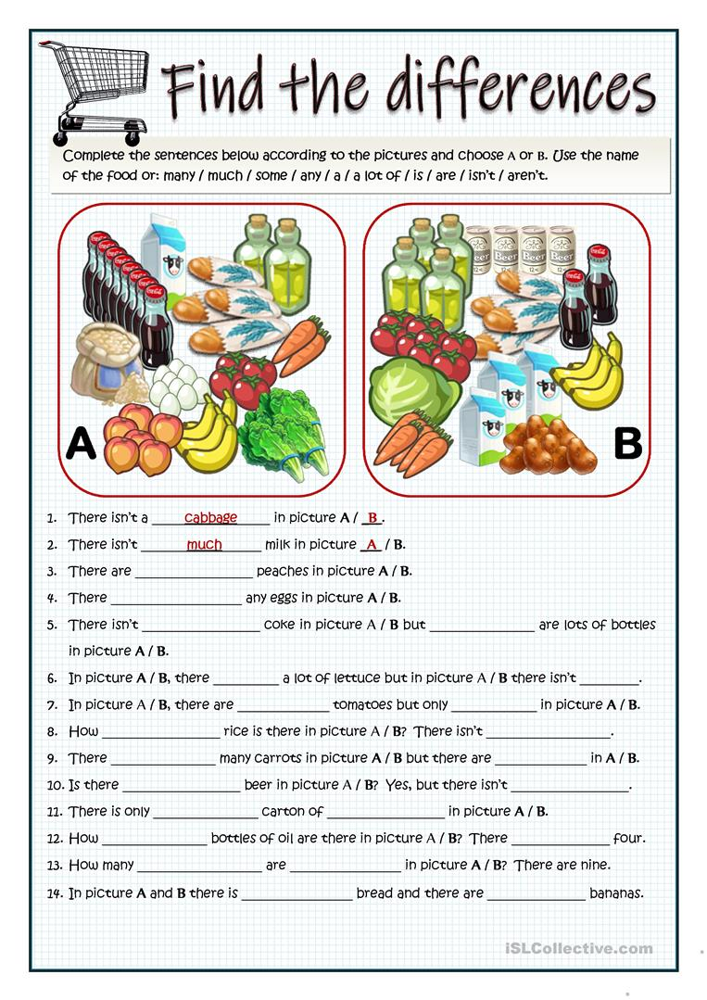 Find the differences
Complete the sentences below according to the pictures and choose A or B. Use the name
of the food or: many / much / some / any / a / a lot of / is / are / isn't / aren't.
Beer Beer Beer Beer
A
B
1. There isn't a ______cabbage______ in picture A / _B_.
2. There isn't ______much______ milk in picture _A_ / B.
3. There are ________________ peaches in picture A / B.
4. There __________________ any eggs in picture A / B.
5. There isn't ________________ coke in picture A / B but ______________ are lots of bottles
in picture A / B.
6. In picture A / B, there _________ a lot of lettuce but in picture A / B there isn't ________.
7. In picture A / B, there are ____________ tomatoes but only ___________ in picture A / B.
8. How ________________ rice is there in picture A / B? There isn't _________________.
9. There ______________ many carrots in picture A / B but there are ____________ in A / B.
10. Is there ________________ beer in picture A / B? Yes, but there isn't ________________.
11. There is only ______________ carton of ________________ in picture A / B.
12. How ______________ bottles of oil are there in picture A / B? There _____________ four.
13. How many _________________ are _______________ in picture A / B? There are nine.
14. In picture A and B there is _______________ bread and there are _____________ bananas.
iSLCollective.com